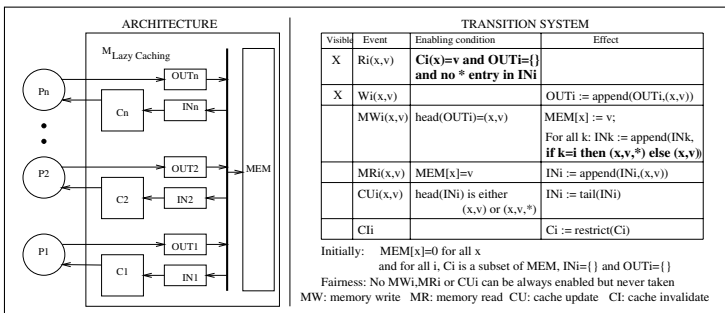 ARCHITECTURE
M Lazy Caching
Pn
OUTn
Cn
INn
P2
OUT2
C2
IN2
P1
OUT1
C1
IN1
MEM
TRANSITION SYSTEM
Visible Event Enabling condition Effect
X Ri(x,v) Ci(x)=v and OUTi={}
and no * entry in INi
X Wi(x,v) OUTi := append(OUTi,(x,v))
MWi(x,v) head(OUTi)=(x,v) MEM[x] := v;
For all k: INk := append(INk,
if k=i then (x,v,*) else (x,v))
MRi(x,v) MEM[x]=v INi := append(INi,(x,v))
CUi(x,v) head(INi) is either INi := tail(INi)
(x,v) or (x,v,*)
CIi Ci := restrict(Ci)
Initially: MEM[x]=0 for all x
and for all i, Ci is a subset of MEM, INi={} and OUTi={}
Fairness: No MWi,MRi or CUi can be always enabled but never taken
MW: memory write MR: memory read CU: cache update CI: cache invalidate